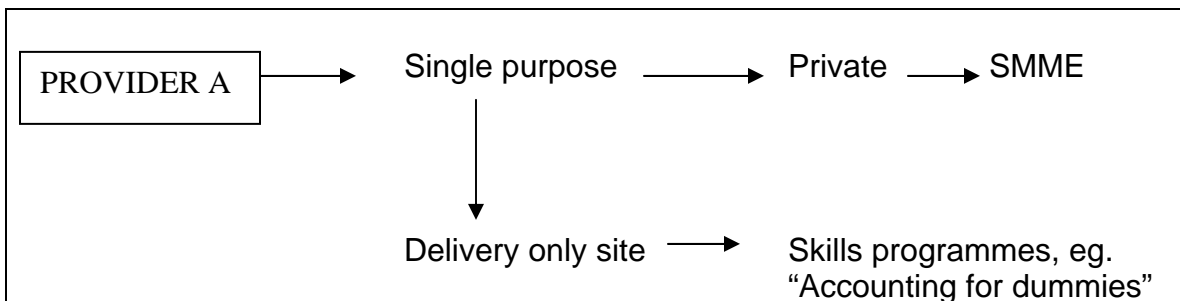 PROVIDER A
Single purpose
Private
SMME
Delivery only site
Skills programmes, eg.
“Accounting for dummies”